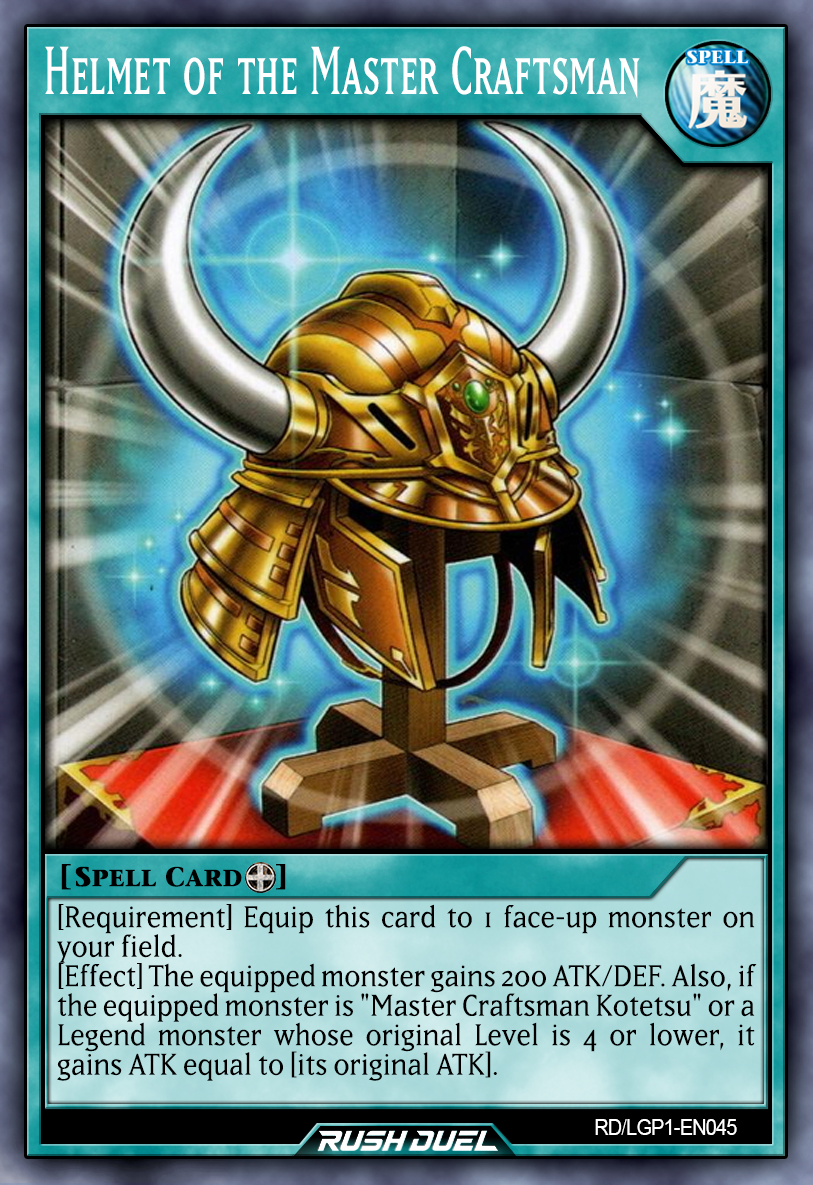 Helmet of the Master Craftsman
SPELL
魔
[Spell Card]
[Requirement] Equip this card to 1 face-up monster on
your field.
[Effect] The equipped monster gains 200 ATK/DEF. Also, if
the equipped monster is "Master Craftsman Kotetsu" or a
Legend monster whose original Level is 4 or lower, it
gains ATK equal to [its original ATK].
RD/LGP1-EN045
RUSH DUEL